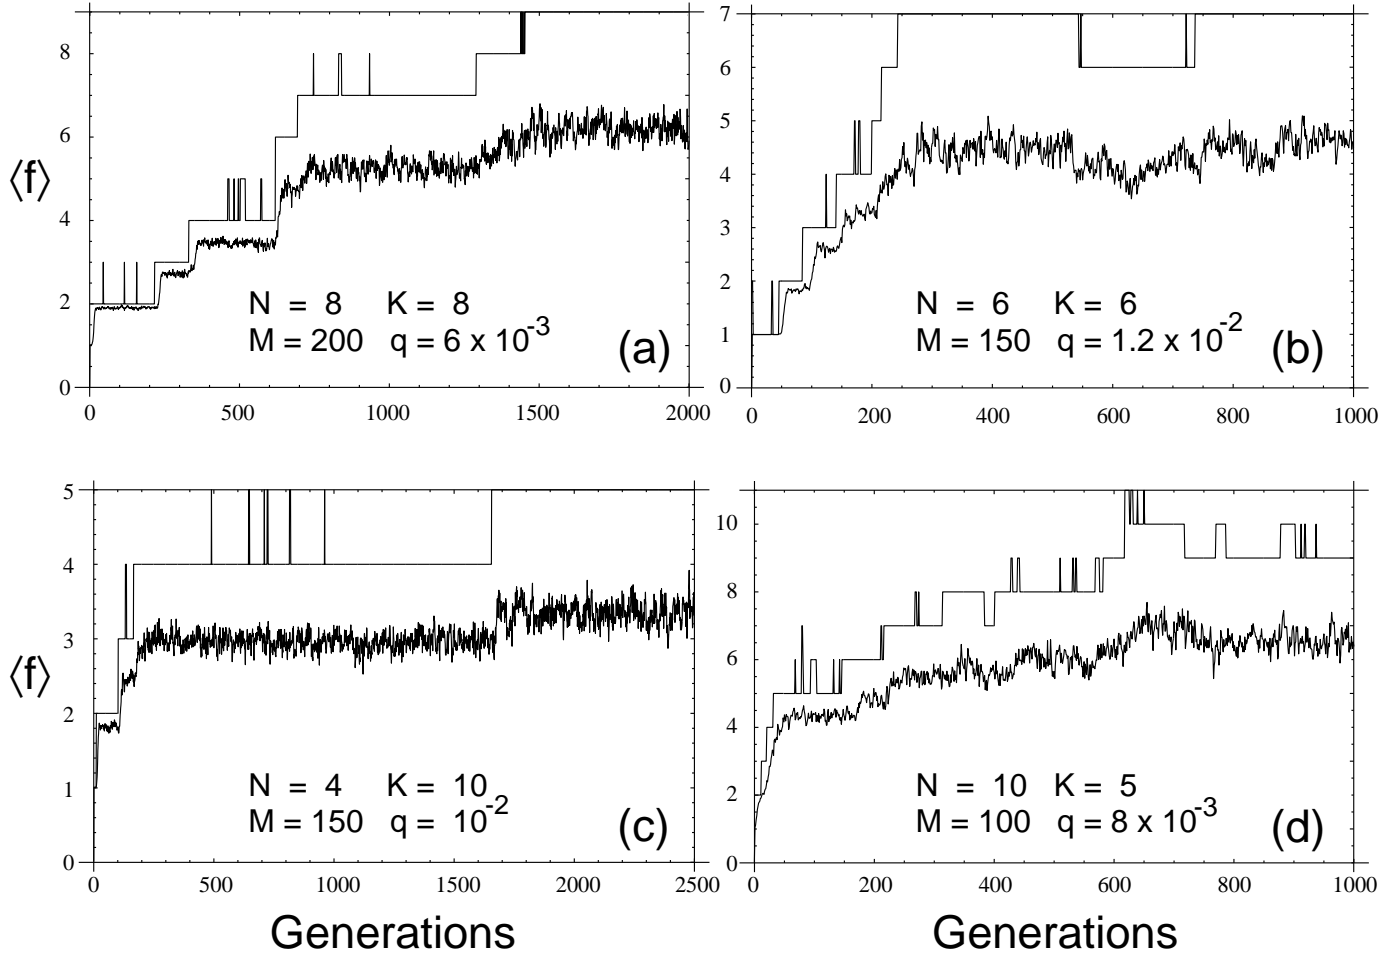 8
6
4
2
0
⟨f⟩
0 500 1000 1500 2000
N = 8 K = 8
M = 200 q = 6 x 10^-3
(a)
7
6
5
4
3
2
1
0
0 200 400 600 800 1000
N = 6 K = 6
M = 150 q = 1.2 x 10^-2
(b)
5
4
3
2
1
0
⟨f⟩
0 500 1000 1500 2000 2500
N = 4 K = 10
M = 150 q = 10^-2
(c)
Generations
10
8
6
4
2
0
0 200 400 600 800 1000
N = 10 K = 5
M = 100 q = 8 x 10^-3
(d)
Generations